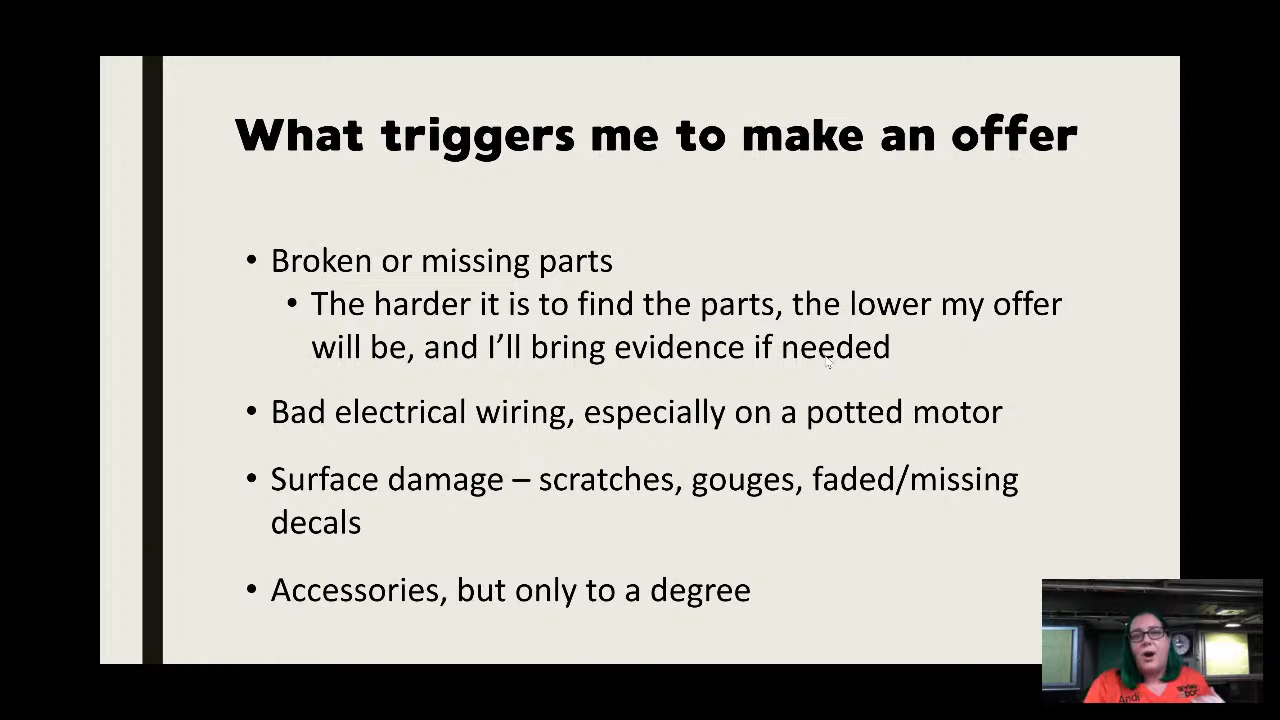 What triggers me to make an offer
• Broken or missing parts
• The harder it is to find the parts, the lower my offer
will be, and I’ll bring evidence if needed
• Bad electrical wiring, especially on a potted motor
• Surface damage – scratches, gouges, faded/missing
decals
• Accessories, but only to a degree
Andi
DOC